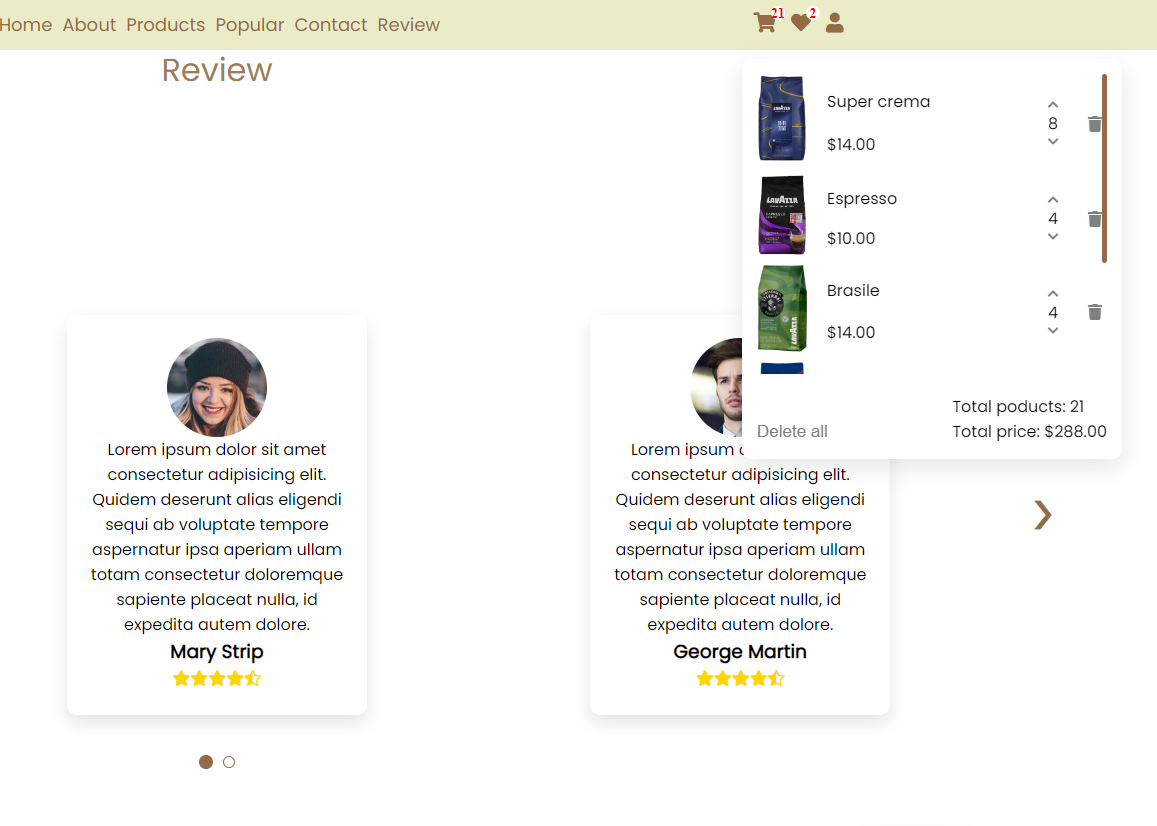 Home About Products Popular Contact Review
21
2
Review
LAVAZZA
Super crema
8
$14.00
LAVAZZA
ESPRESSO
Espresso
4
$10.00
LAVAZZA
Brasile
4
$14.00
Total poducts: 21
Delete all
Total price: $288.00
Lorem ipsum dolor sit amet
consectetur adipisicing elit.
Quidem deserunt alias eligendi
sequi ab voluptate tempore
aspernatur ipsa aperiam ullam
totam consectetur doloremque
sapiente placeat nulla, id
expedita autem dolore.
Mary Strip
Lorem ipsum
consectetur adipisicing elit.
Quidem deserunt alias eligendi
sequi ab voluptate tempore
aspernatur ipsa aperiam ullam
totam consectetur doloremque
sapiente placeat nulla, id
expedita autem dolore.
George Martin